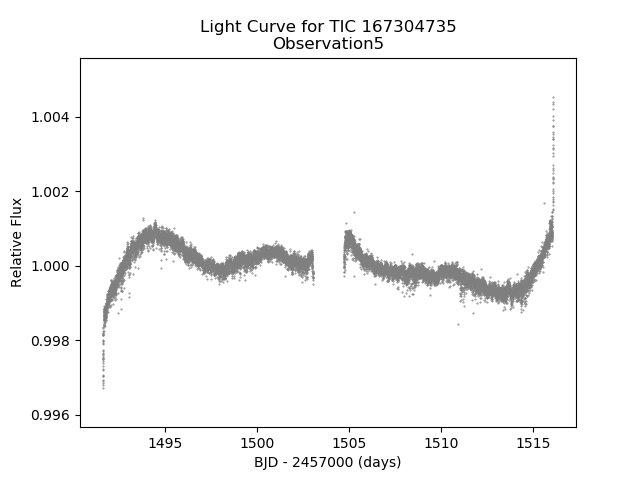 Light Curve for TIC 167304735
Observation5
1.004
1.002
1.000
0.998
0.996
Relative Flux
1495
1500
1505
1510
1515
BJD - 2457000 (days)